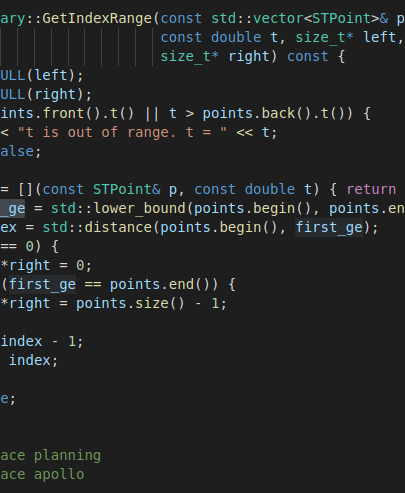 ary::GetIndexRange(const std::vector<STPoint>& p
const double t, size_t* left,
size_t* right) const {
ULL(left);
ULL(right);
ints.front().t() || t > points.back().t()) {
< "t is out of range. t = " << t;
alse;
= [](const STPoint& p, const double t) { return
_ge = std::lower_bound(points.begin(), points.en
ex = std::distance(points.begin(), first_ge);
== 0) {
*right = 0;
(first_ge == points.end()) {
*right = points.size() - 1;
index - 1;
index;
e;
ace planning
ace apollo